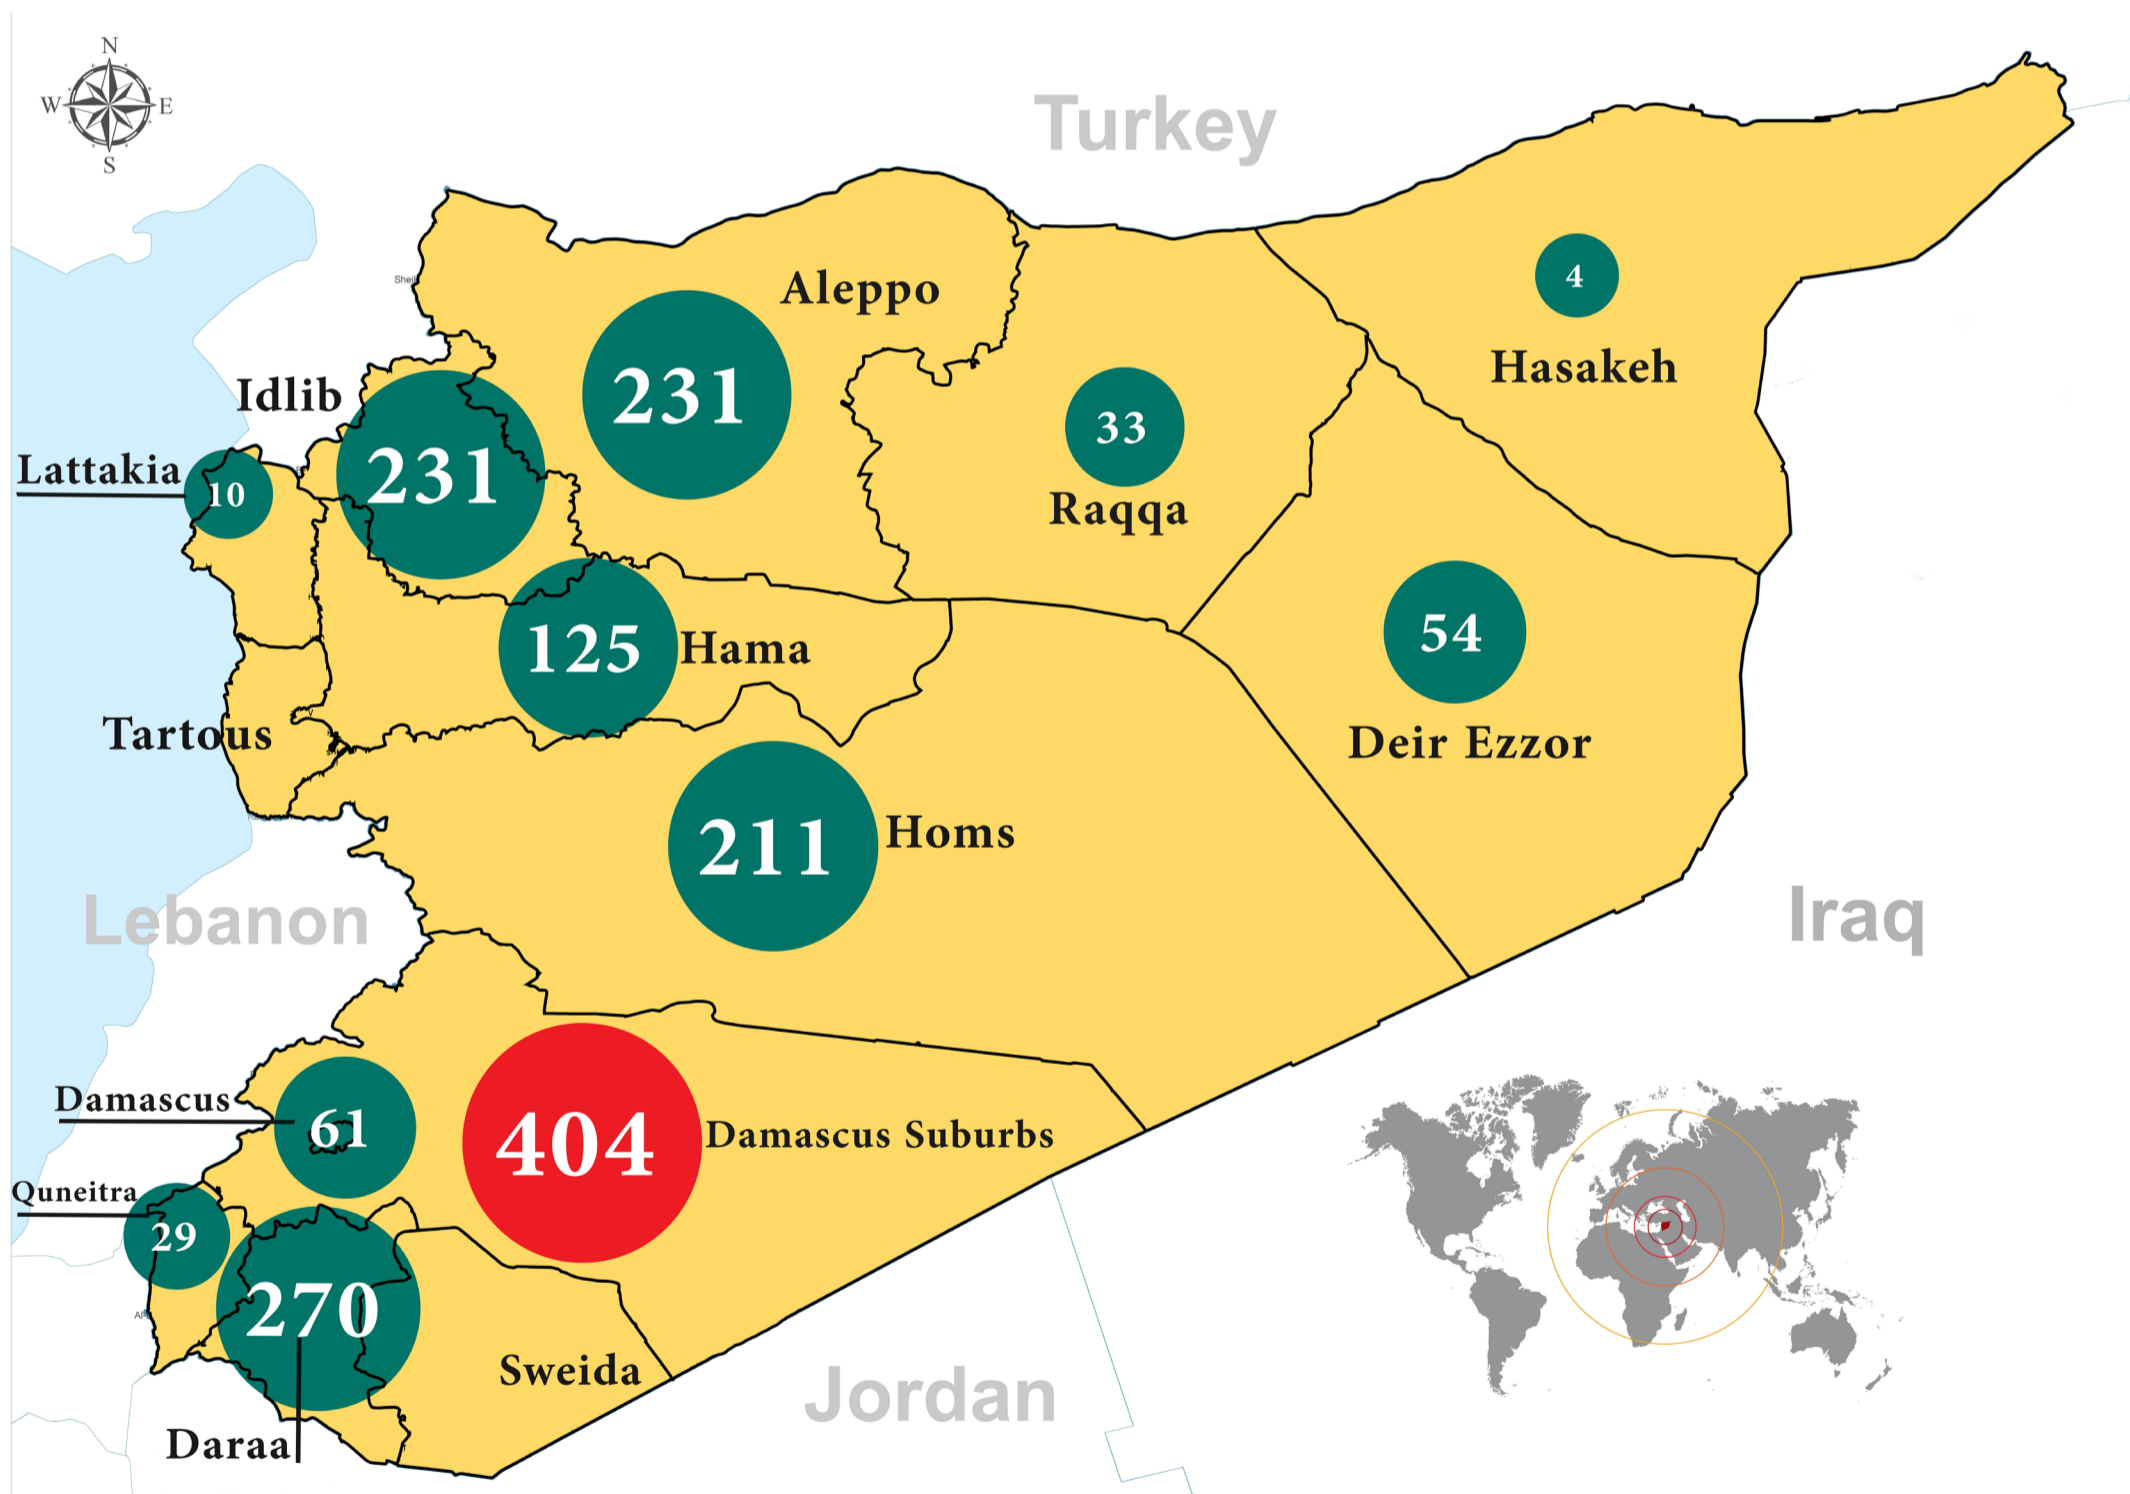 N
W
E
S
Turkey
Aleppo
4
Hasakeh
Idlib
231
33
Lattakia
10
231
Raqqa
125
Hama
54
Tartous
Deir Ezzor
211
Homs
Lebanon
Iraq
Damascus
61
404
Damascus Suburbs
Quneitra
29
270
Sweida
Jordan
Daraa